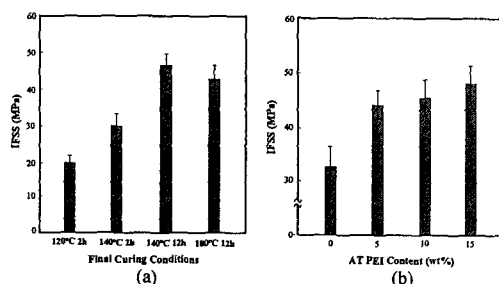 60
50
40
30
20
10
0
IFSS (MPa)
120°C 2h 140°C 2h 140°C 12h 180°C 12h
Final Curing Conditions
(a)
60
50
40
30
0
IFSS (MPa)
0 5 10 15
AT PEI Content (wt%)
(b)